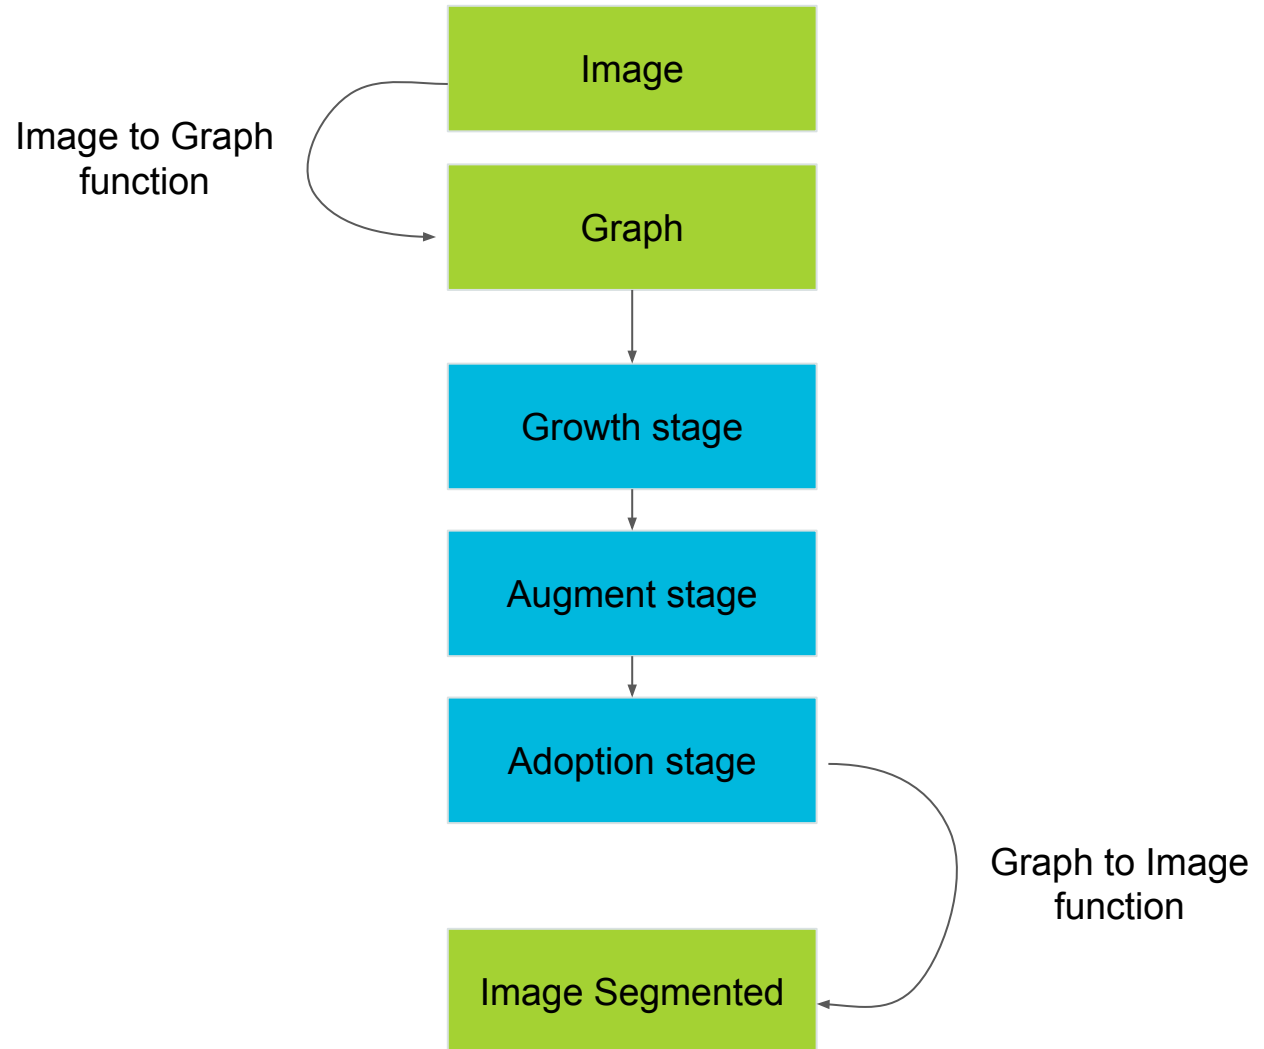 Image
Image to Graph
function
Graph
Growth stage
Augment stage
Adoption stage
Graph to Image
function
Image Segmented